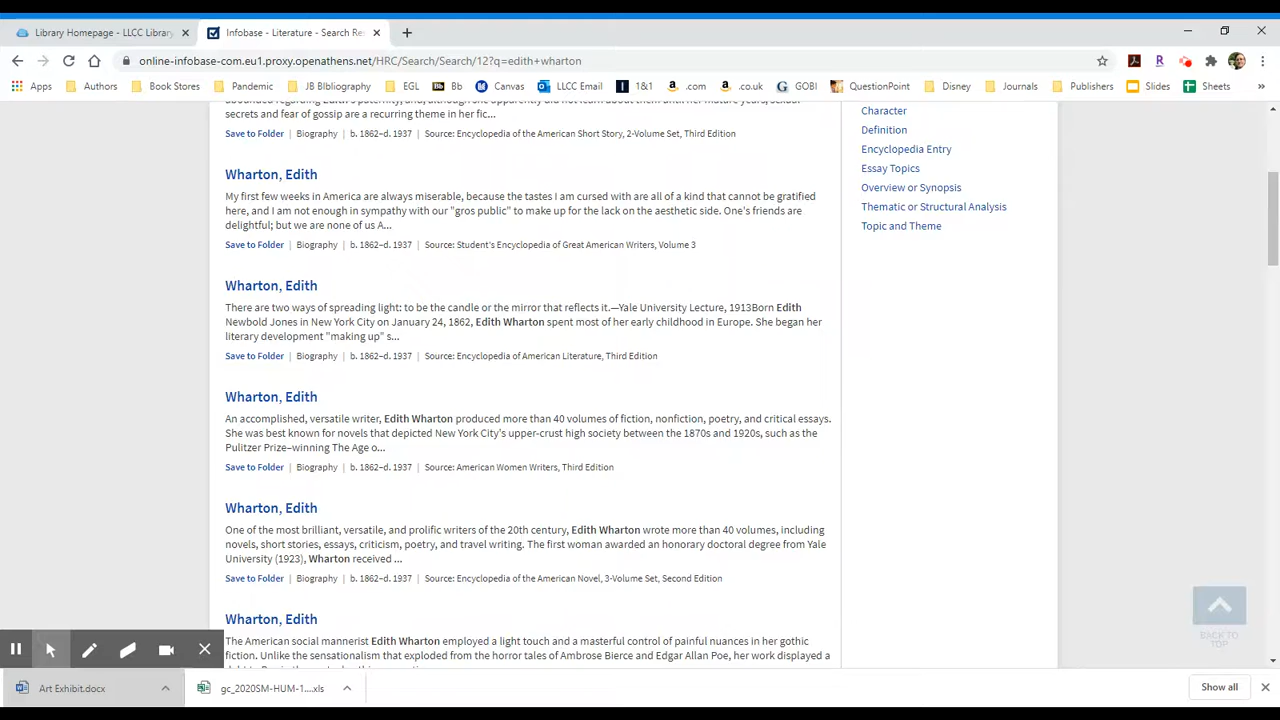 Library Homepage - LLCC Library
Infobase - Literature - Search Re
online-infobase-com.eu1.proxy.openathens.net/HRC/Search/Search/12?q=edith+wharton
Apps Authors Book Stores Pandemic JB BIbliography EGL Bb Canvas LLCC Email 1&1 .com .co.uk GOBI QuestionPoint Disney Journals Publishers Slides Sheets »
secrets and fear of gossip are a recurring theme in her fic...
Save to Folder | Biography | b. 1862–d. 1937 | Source: Encyclopedia of the American Short Story, 2-Volume Set, Third Edition
Wharton, Edith
My first few weeks in America are always miserable, because the tastes I am cursed with are all of a kind that cannot be gratified
here, and I am not enough in sympathy with our "gros public" to make up for the lack on the aesthetic side. One's friends are
delightful; but we are none of us A...
Save to Folder | Biography | b. 1862–d. 1937 | Source: Student's Encyclopedia of Great American Writers, Volume 3
Wharton, Edith
There are two ways of spreading light: to be the candle or the mirror that reflects it.—Yale University Lecture, 1913Born Edith
Newbold Jones in New York City on January 24, 1862, Edith Wharton spent most of her early childhood in Europe. She began her
literary development "making up" s...
Save to Folder | Biography | b. 1862–d. 1937 | Source: Encyclopedia of American Literature, Third Edition
Wharton, Edith
An accomplished, versatile writer, Edith Wharton produced more than 40 volumes of fiction, nonfiction, poetry, and critical essays.
She was best known for novels that depicted New York City's upper-crust high society between the 1870s and 1920s, such as the
Pulitzer Prize–winning The Age o...
Save to Folder | Biography | b. 1862–d. 1937 | Source: American Women Writers, Third Edition
Wharton, Edith
One of the most brilliant, versatile, and prolific writers of the 20th century, Edith Wharton wrote more than 40 volumes, including
novels, short stories, essays, criticism, poetry, and travel writing. The first woman awarded an honorary doctoral degree from Yale
University (1923), Wharton received ...
Save to Folder | Biography | b. 1862–d. 1937 | Source: Encyclopedia of the American Novel, 3-Volume Set, Second Edition
Wharton, Edith
The American social mannerist Edith Wharton employed a light touch and a masterful control of painful nuances in her gothic
fiction. Unlike the sensationalism that exploded from the horror tales of Ambrose Bierce and Edgar Allan Poe, her work displayed a
Character
Definition
Encyclopedia Entry
Essay Topics
Overview or Synopsis
Thematic or Structural Analysis
Topic and Theme
BACK TO
TOP
Art Exhibit.docx
gc_2020SM-HUM-1....xls
Show all